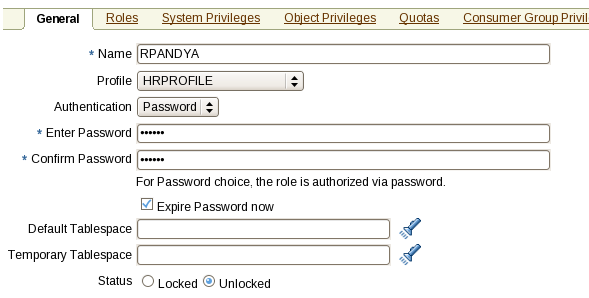 General Roles System Privileges Object Privileges Quotas Consumer Group Privil
* Name RPANDYA
Profile HRPROFILE
Authentication Password
* Enter Password ••••••
* Confirm Password ••••••
For Password choice, the role is authorized via password.
Expire Password now
Default Tablespace
Temporary Tablespace
Status Locked Unlocked